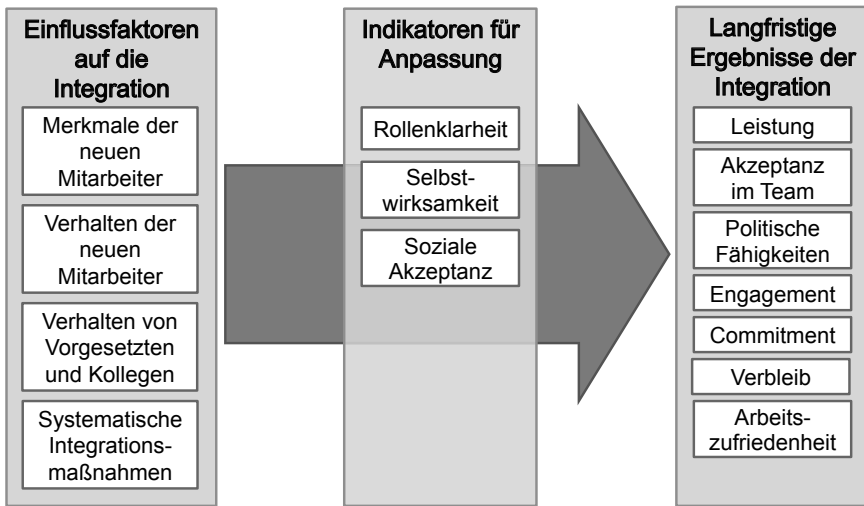 Einflussfaktoren
auf die
Integration
Merkmale der
neuen
Mitarbeiter
Verhalten der
neuen
Mitarbeiter
Verhalten von
Vorgesetzten
und Kollegen
Systematische
Integrations-
maßnahmen
Indikatoren für
Anpassung
Rollenklarheit
Selbst-
wirksamkeit
Soziale
Akzeptanz
Langfristige
Ergebnisse der
Integration
Leistung
Akzeptanz
im Team
Politische
Fähigkeiten
Engagement
Commitment
Verbleib
Arbeits-
zufriedenheit